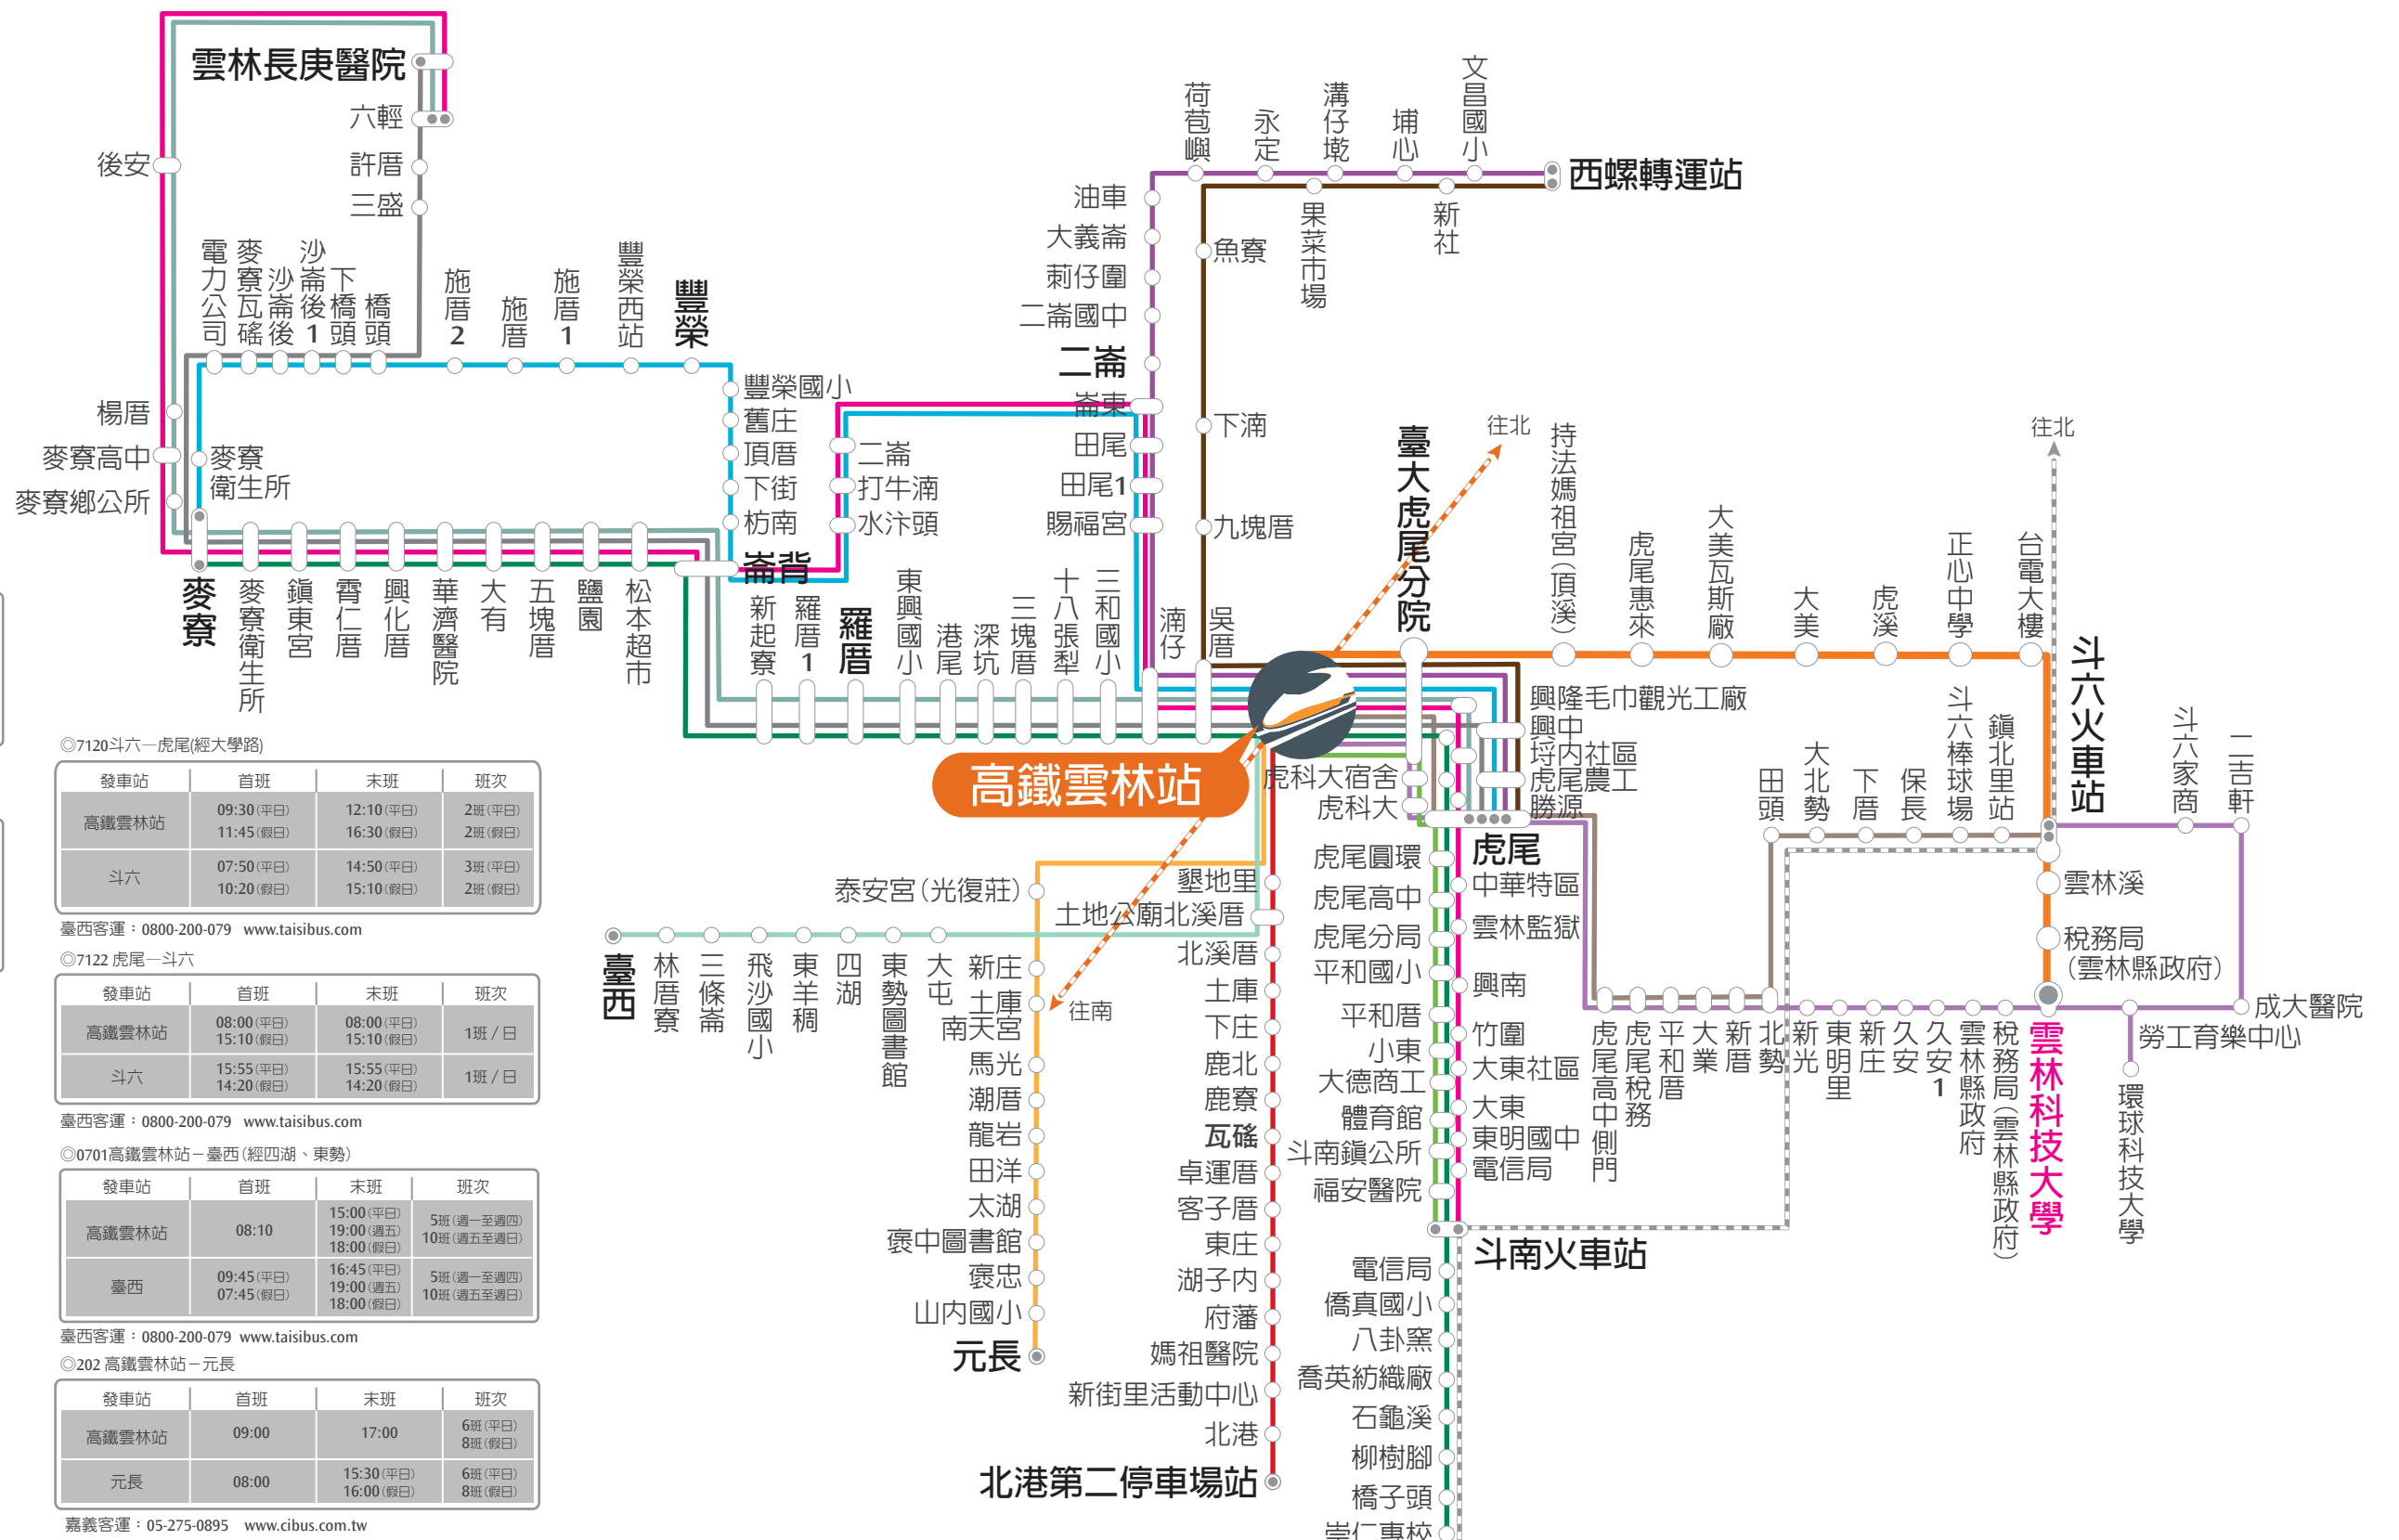 雲林長庚醫院
六輕
許厝
三盛
後安
電力公司
麥寮瓦磘
沙崙後
沙崙後1
下橋頭
橋頭
施厝2
施厝
施厝1
豐榮西站
豐榮
楊厝
麥寮高中
麥寮鄉公所
麥寮
衛生所
豐榮國小
舊庄
頂厝
下街
枋南
崙背
二崙
打牛湳
水汴頭
麥寮
麥寮衛生所
鎮東宮
霄仁厝
興化厝
華濟醫院
大有
五塊厝
鹽園
松本超市
新起寮
羅厝1
羅厝
東興國小
港尾
深坑
三塊厝
十八張犁
三和國小
湳仔
吳厝
荷苞嶼
永定
溝仔墘
埔心
文昌國小
西螺轉運站
油車
大義崙
莿仔圍
二崙國中
二崙
崙東
田尾
田尾1
賜福宮
魚寮
果菜市場
新社
下湳
九塊厝
往北
臺大虎尾分院
持法媽祖宮(頂溪)
虎尾惠來
大美瓦斯廠
大美
虎溪
正心中學
台電大樓
往北
斗六火車站
高鐵雲林站
興隆毛巾觀光工廠
興中
埒内社區
虎尾農工
勝源
虎科大宿舍
虎科大
虎尾
田頭
大北勢
下厝
保長
斗六棒球場
鎮北里站
斗六家商
二吉軒
雲林溪
稅務局
(雲林縣政府)
成大醫院
勞工育樂中心
環球科技大學
雲林科技大學
虎尾高中側門
虎尾稅務
平和厝
大業
新厝
北勢
新光
東明里
新庄
久安
久安1
雲林縣政府
稅務局(雲林縣政府)
虎尾圓環
虎尾高中
虎尾分局
平和國小
平和厝
小東
大德商工
體育館
斗南鎮公所
福安醫院
中華特區
雲林監獄
興南
竹圍
大東社區
大東
東明國中
電信局
斗南火車站
電信局
僑真國小
八卦窯
喬英紡織廠
石龜溪
柳樹腳
橋子頭
崇仁專校
墾地里
土地公廟北溪厝
北溪厝
土庫
下庄
鹿北
鹿寮
瓦磘
卓運厝
客子厝
東庄
湖子内
府藩
媽祖醫院
新街里活動中心
北港
北港第二停車場站
泰安宮(光復莊)
新庄
土庫
南天宮
馬光
潮厝
龍岩
田洋
太湖
褒中圖書館
褒忠
山内國小
元長
往南
臺西
林厝寮
三條崙
飛沙國小
東羊稠
四湖
東勢圖書館
大屯
◎7120斗六—虎尾(經大學路)
發車站 首班 末班 班次
高鐵雲林站 09:30(平日) 12:10(平日) 2班(平日)
11:45(假日) 16:30(假日) 2班(假日)
斗六 07:50(平日) 14:50(平日) 3班(平日)
10:20(假日) 15:10(假日) 2班(假日)
臺西客運：0800-200-079 www.taisibus.com
◎7122 虎尾—斗六
發車站 首班 末班 班次
高鐵雲林站 08:00(平日) 08:00(平日) 1班 / 日
15:10(假日) 15:10(假日)
斗六 15:55(平日) 15:55(平日) 1班 / 日
14:20(假日) 14:20(假日)
臺西客運：0800-200-079 www.taisibus.com
◎0701高鐵雲林站－臺西(經四湖、東勢)
發車站 首班 末班 班次
高鐵雲林站 08:10 15:00(平日) 5班(週一至週四)
19:00(週五) 10班(週五至週日)
18:00(假日)
臺西 09:45(平日) 16:45(平日) 5班(週一至週四)
07:45(假日) 19:00(週五) 10班(週五至週日)
18:00(假日)
臺西客運：0800-200-079 www.taisibus.com
◎202 高鐵雲林站－元長
發車站 首班 末班 班次
高鐵雲林站 09:00 17:00 6班(平日)
8班(假日)
元長 08:00 15:30(平日) 6班(平日)
16:00(假日) 8班(假日)
嘉義客運：05-275-0895 www.cibus.com.tw